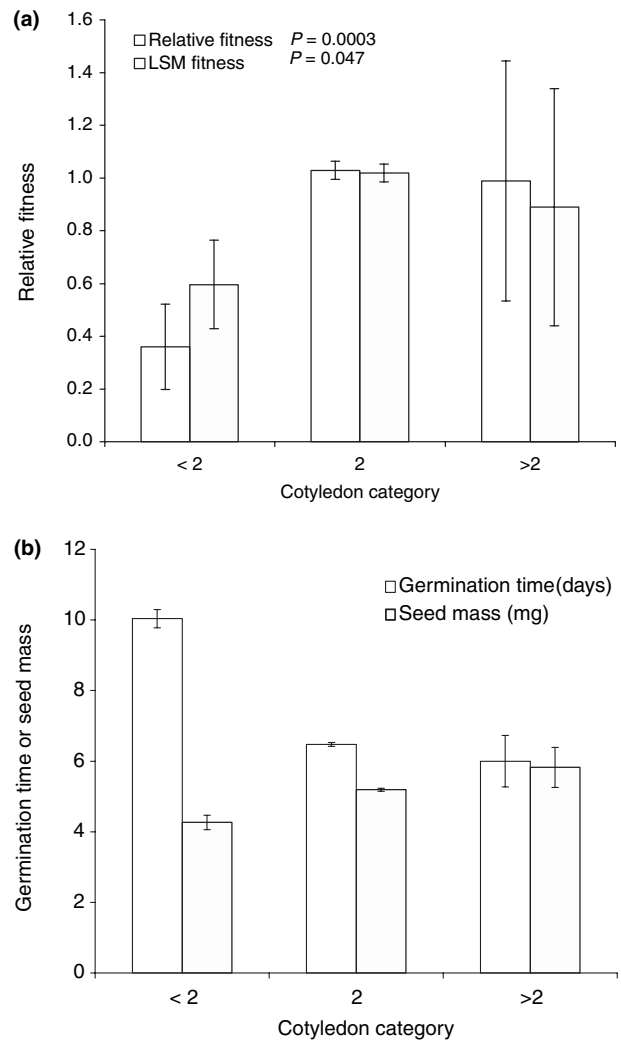 (a)
1.6
1.4
1.2
1.0
0.8
0.6
0.4
0.2
0.0
Relative fitness
Relative fitness P = 0.0003
LSM fitness P = 0.047
< 2
2
>2
Cotyledon category
(b)
12
10
8
6
4
2
0
Germination time or seed mass
Germination time(days)
Seed mass (mg)
< 2
2
>2
Cotyledon category